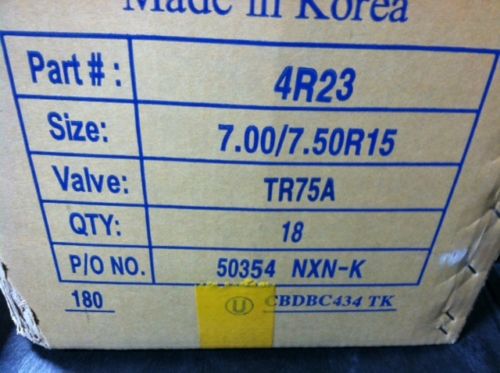 Made in Korea
Part # : 4R23
Size: 7.00/7.50R15
Valve: TR75A
QTY: 18
P/O NO. 50354 NXN-K
180 U CBDBC434 TK